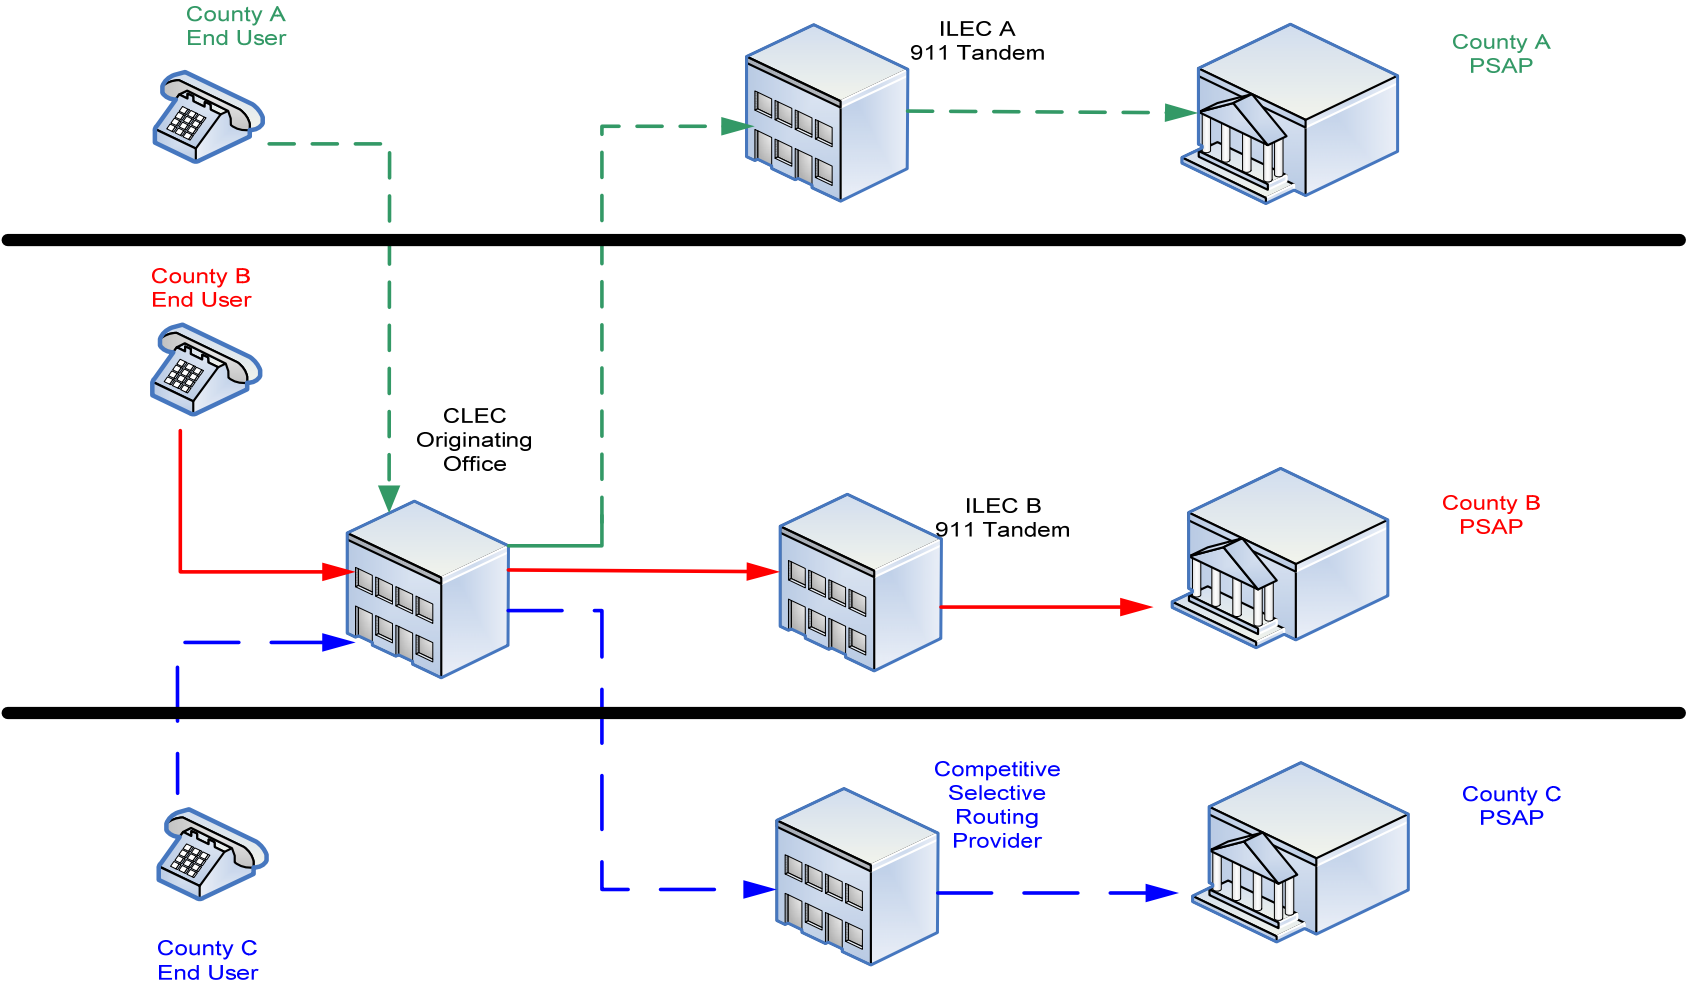 County A
End User
ILEC A
911 Tandem
County A
PSAP
County B
End User
CLEC
Originating
Office
ILEC B
911 Tandem
County B
PSAP
Competitive
Selective
Routing
Provider
County C
PSAP
County C
End User